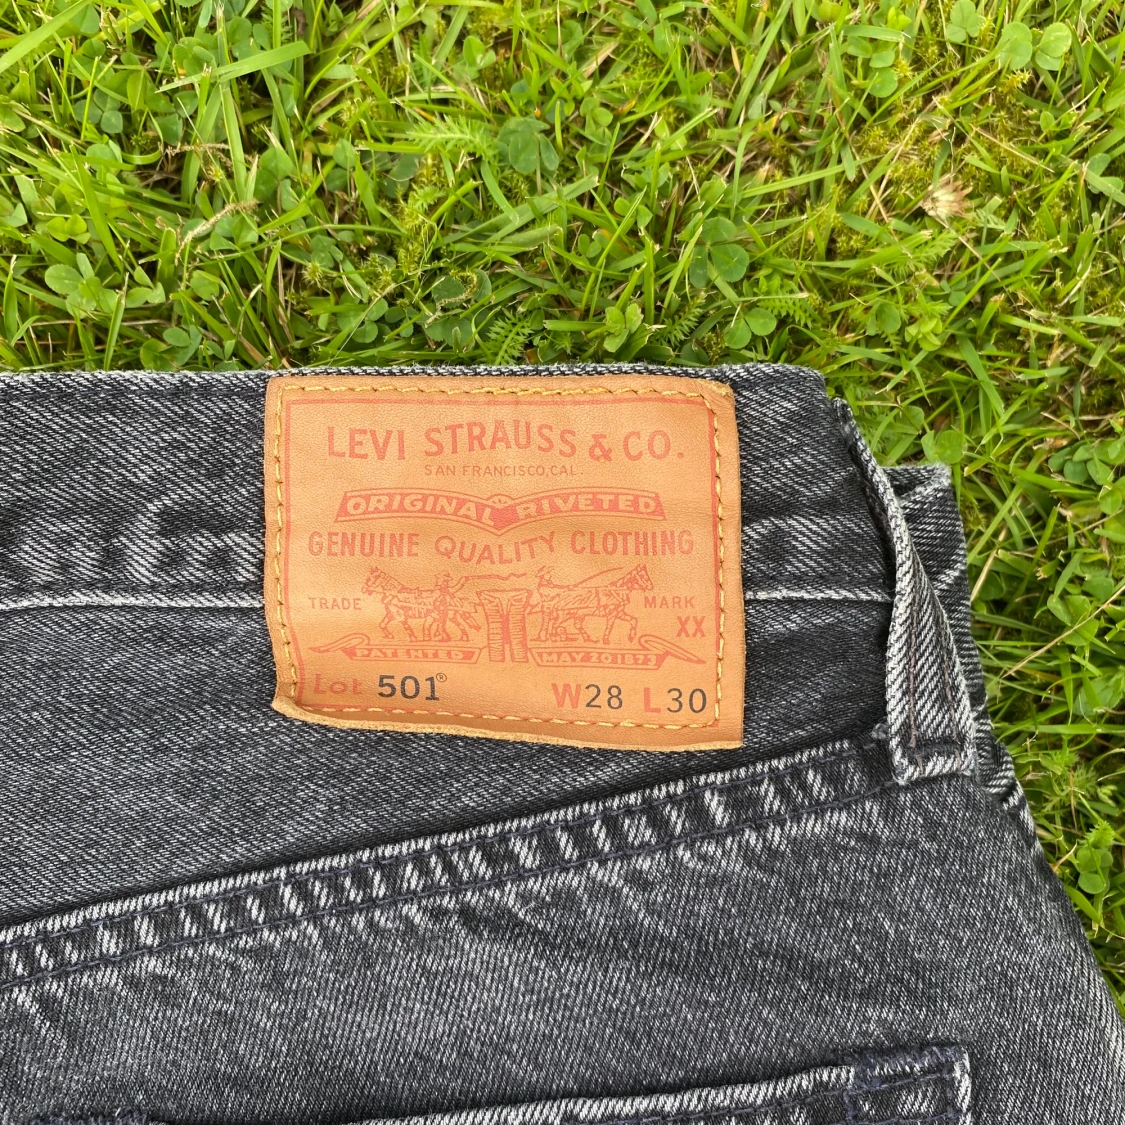 LEVI STRAUSS & CO.
SAN FRANCISCO, CAL.
ORIGINAL RIVETED
GENUINE QUALITY CLOTHING
TRADE MARK
XX
PATENTED MAY 20 1873
Lot 501® W28 L30